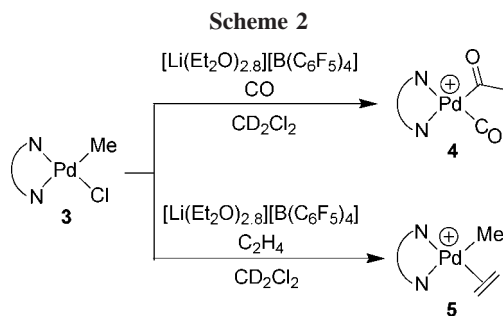 Scheme 2
[Li(Et2O)2.8][B(C6F5)4]
CO
CD2Cl2
N
N
Pd
Me
Cl
3
N
N
Pd
+
O
CO
4
[Li(Et2O)2.8][B(C6F5)4]
C2H4
CD2Cl2
N
N
Pd
+
Me
5